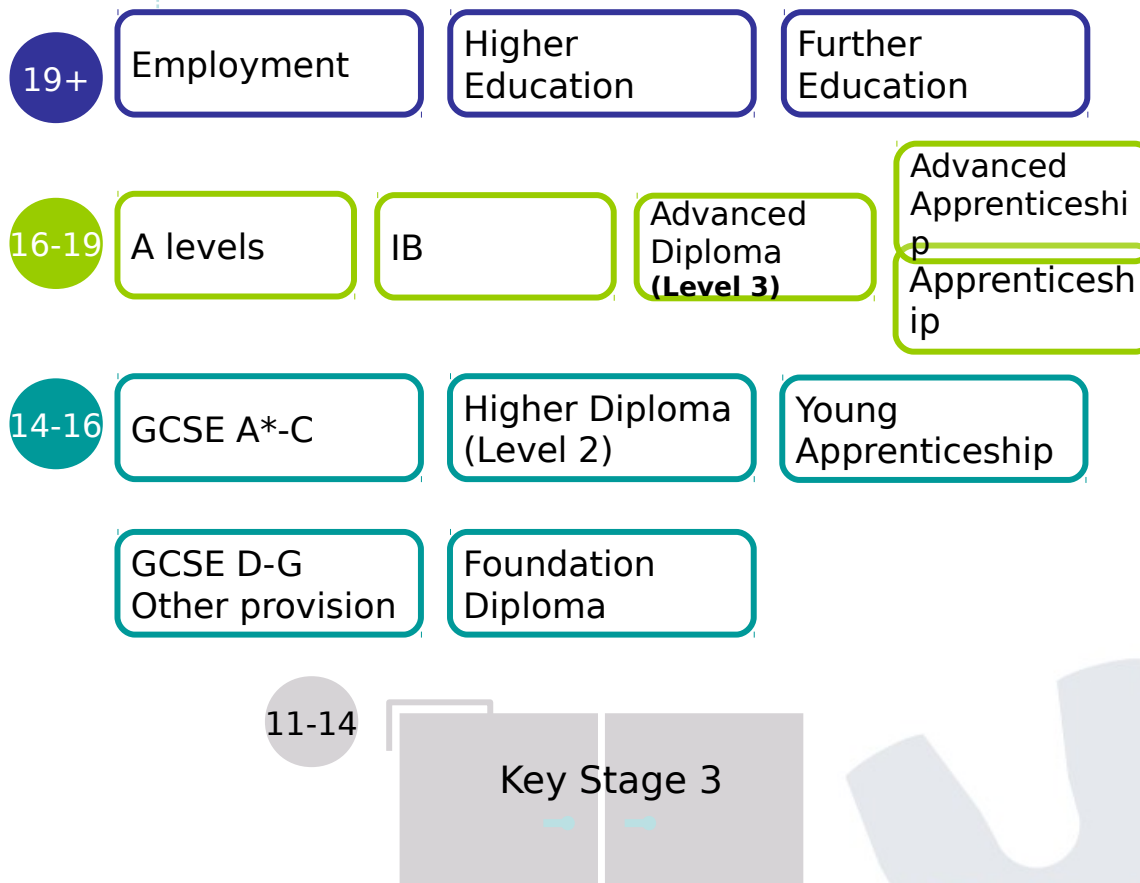 19+
Employment
Higher
Education
Further
Education
16-19
A levels
IB
Advanced
Diploma
(Level 3)
Advanced
Apprenticeshi
p
Apprenticesh
ip
14-16
GCSE A*-C
Higher Diploma
(Level 2)
Young
Apprenticeship
GCSE D-G
Other provision
Foundation
Diploma
11-14
Key Stage 3